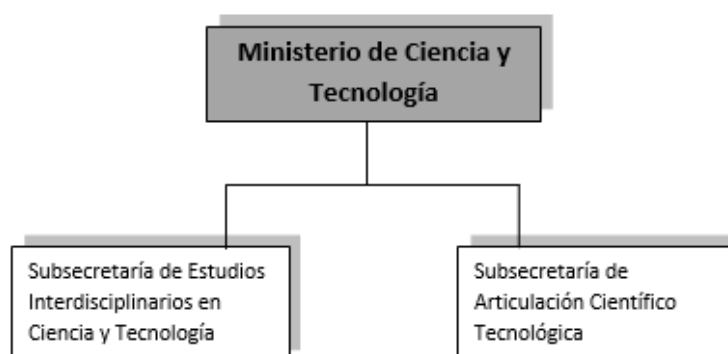 Ministerio de Ciencia y
Tecnología
Subsecretaría de Estudios
Interdisciplinarios en
Ciencia y Tecnología
Subsecretaría de
Articulación Científico
Tecnológica